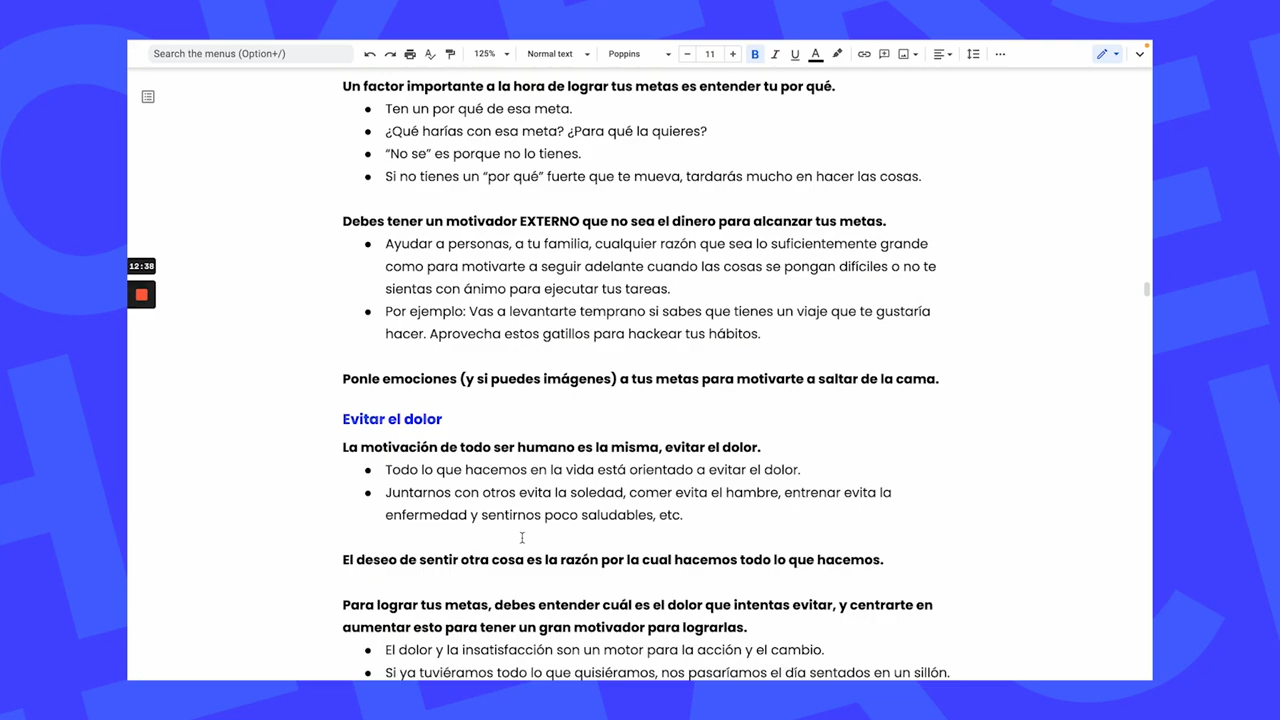 Search the menus (Option+/)
125%
Normal text
Poppins
− 11 +
B I U A
Un factor importante a la hora de lograr tus metas es entender tu por qué.
● Ten un por qué de esa meta.
● ¿Qué harías con esa meta? ¿Para qué la quieres?
● “No se” es porque no lo tienes.
● Si no tienes un “por qué” fuerte que te mueva, tardarás mucho en hacer las cosas.
Debes tener un motivador EXTERNO que no sea el dinero para alcanzar tus metas.
● Ayudar a personas, a tu familia, cualquier razón que sea lo suficientemente grande
como para motivarte a seguir adelante cuando las cosas se pongan difíciles o no te
sientas con ánimo para ejecutar tus tareas.
● Por ejemplo: Vas a levantarte temprano si sabes que tienes un viaje que te gustaría
hacer. Aprovecha estos gatillos para hackear tus hábitos.
12:38
Ponle emociones (y si puedes imágenes) a tus metas para motivarte a saltar de la cama.
Evitar el dolor
La motivación de todo ser humano es la misma, evitar el dolor.
● Todo lo que hacemos en la vida está orientado a evitar el dolor.
● Juntarnos con otros evita la soledad, comer evita el hambre, entrenar evita la
enfermedad y sentirnos poco saludables, etc.
El deseo de sentir otra cosa es la razón por la cual hacemos todo lo que hacemos.
Para lograr tus metas, debes entender cuál es el dolor que intentas evitar, y centrarte en
aumentar esto para tener un gran motivador para lograrlas.
● El dolor y la insatisfacción son un motor para la acción y el cambio.
● Si ya tuviéramos todo lo que quisiéramos, nos pasaríamos el día sentados en un sillón.